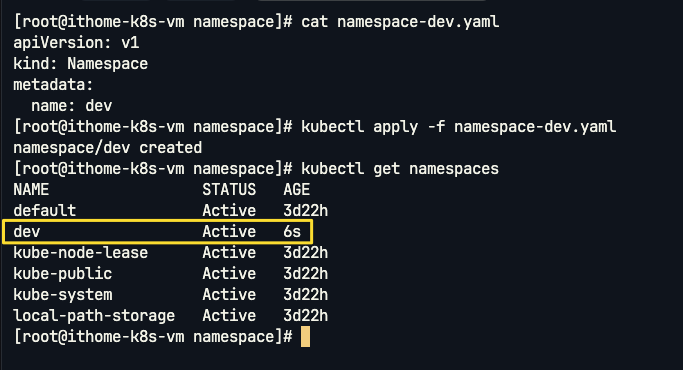 [root@ithome-k8s-vm namespace]# cat namespace-dev.yaml
apiVersion: v1
kind: Namespace
metadata:
  name: dev
[root@ithome-k8s-vm namespace]# kubectl apply -f namespace-dev.yaml
namespace/dev created
[root@ithome-k8s-vm namespace]# kubectl get namespaces
NAME                 STATUS   AGE
default              Active   3d22h
dev                  Active   6s
kube-node-lease      Active   3d22h
kube-public          Active   3d22h
kube-system          Active   3d22h
local-path-storage   Active   3d22h
[root@ithome-k8s-vm namespace]#